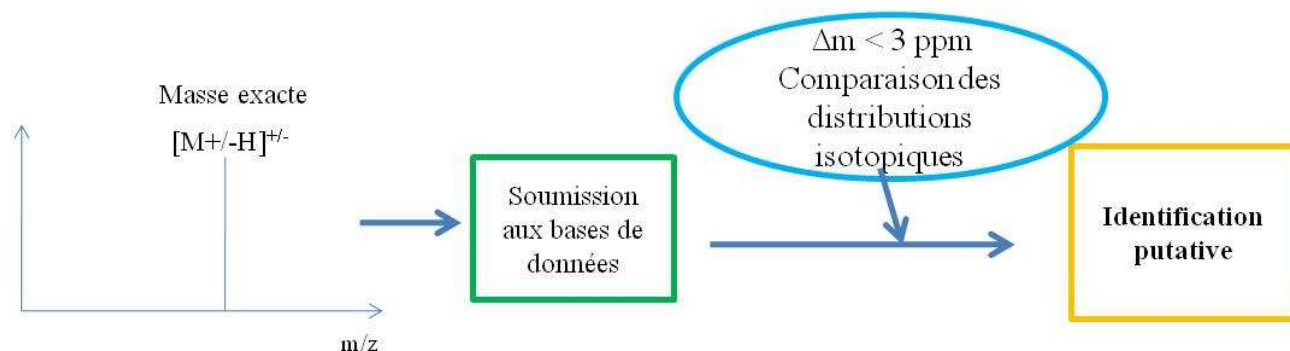 Masse exacte
[M+/-H]+/-
m/z
Soumission
aux bases de
données
Δm < 3 ppm
Comparaison des
distributions
isotopiques
Identification
putative